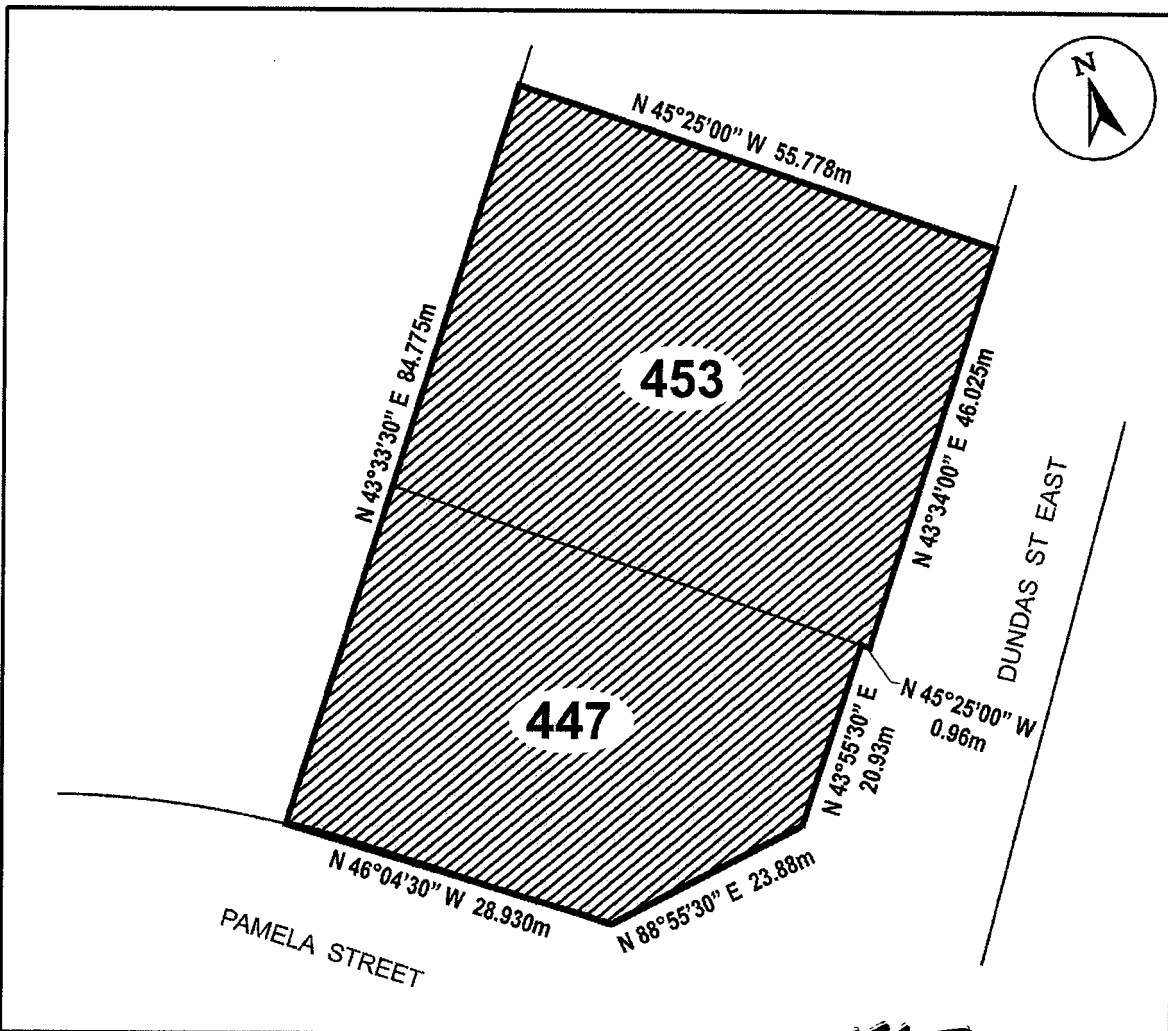 N
N 45°25'00" W 55.778m
N 43°33'30" E 84.775m
453
N 43°34'00" E 46.025m
DUNDAS ST EAST
N 45°25'00" W
0.96m
447
N 43°55'30" E
20.93m
N 46°04'30" W 28.930m
N 88°55'30" E 23.88m
PAMELA STREET